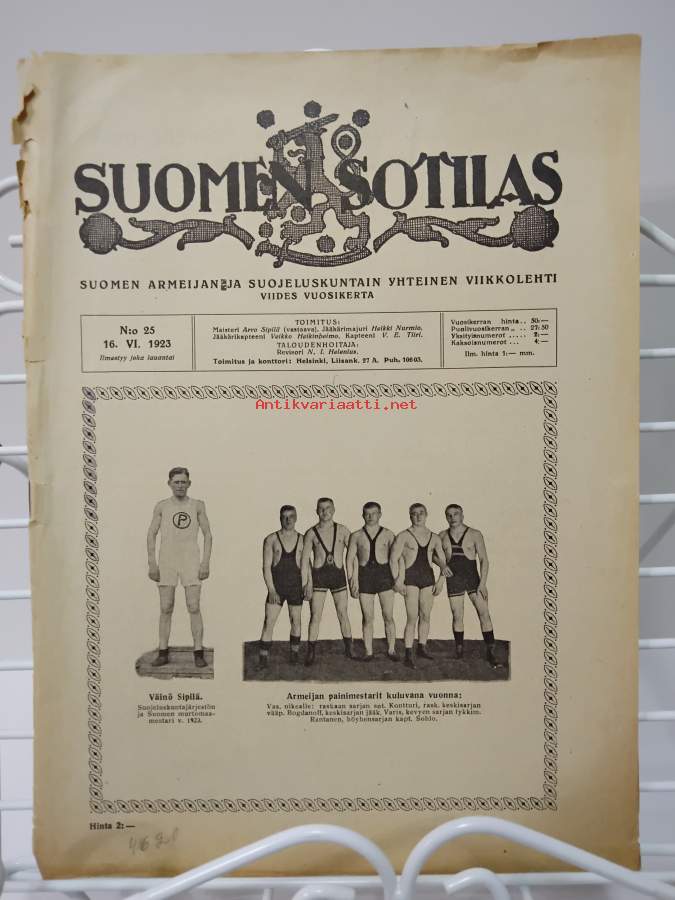 SUOMEN SOTILAS
SUOMEN ARMEIJAN JA SUOJELUSKUNTAIN YHTEINEN VIIKKOLEHTI
VIIDES VUOSIKERTA
N:o 25
16. VI. 1923
Ilmestyy joka lauantai
TOIMITUS:
Maisteri Arvo Sipilä (vastaava), Jääkärimajuri Heikki Nurmio,
Jääkärikapteeni Veikko Heikinheimo, Kapteeni V. E. Tiiri.
TALOUDENHOITAJA:
Revisori N. I. Helenius.
Toimitus ja konttori: Helsinki, Liisank. 27 A. Puh. 10603.
Vuosikerran hinta.. 50:—
Puolivuosikerran „ .. 27:50
Yksityisnumerot ..... 2:—
Kaksoisnumerot ... 4:—
Ilm. hinta 1:— mm.
Antikvariaatti.net
P
Väinö Sipilä.
Suojeluskuntajärjestön
ja Suomen murtomaa-
mestari v. 1923.
Armeijan painimestarit kuluvana vuonna:
Vas. oikealle: raskaan sarjan sot. Kontturi, rask. keskisarjan
vääp. Bogdanoff, keskisarjan jääk. Varis, kevyen sarjan tykkim.
Rantanen, höyhensarjan kapt. Sohlo.
Hinta 2:—